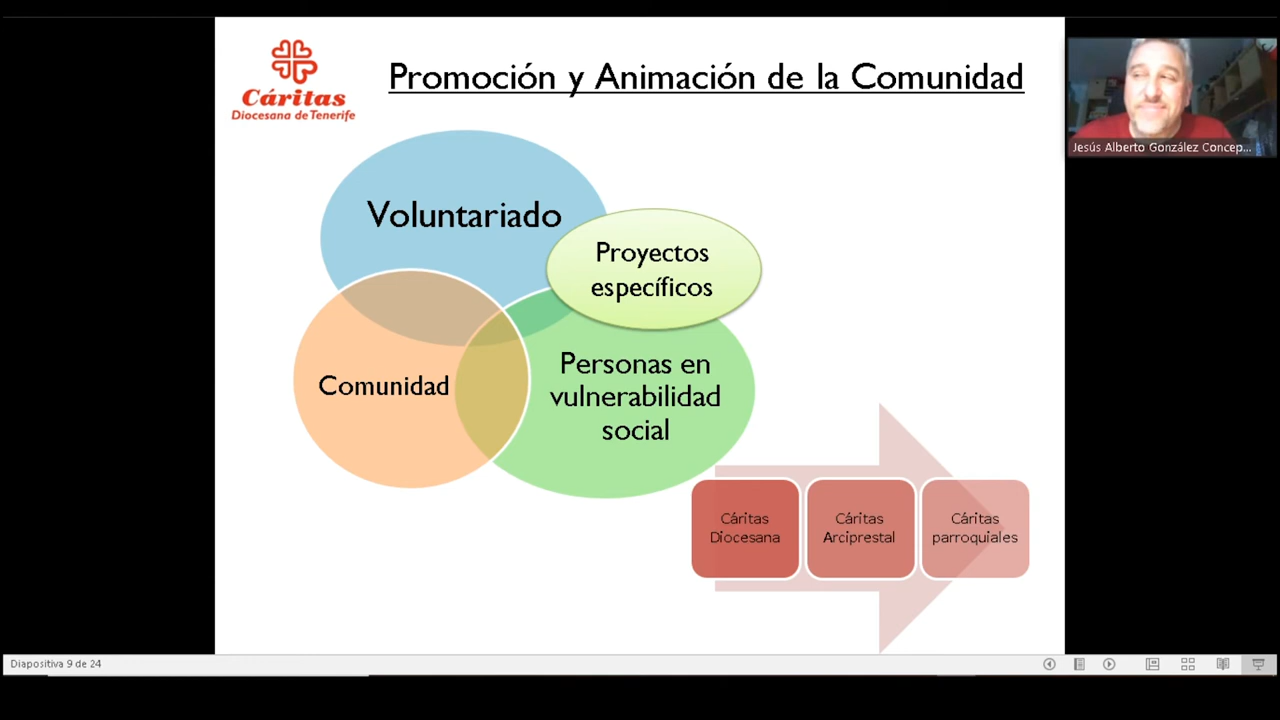 Cáritas
Diocesana de Tenerife
Promoción y Animación de la Comunidad
Jesús Alberto González Concep...
Voluntariado
Proyectos
específicos
Comunidad
Personas en
vulnerabilidad
social
Cáritas
Diocesana
Cáritas
Arciprestal
Cáritas
parroquiales
Diapositiva 9 de 24